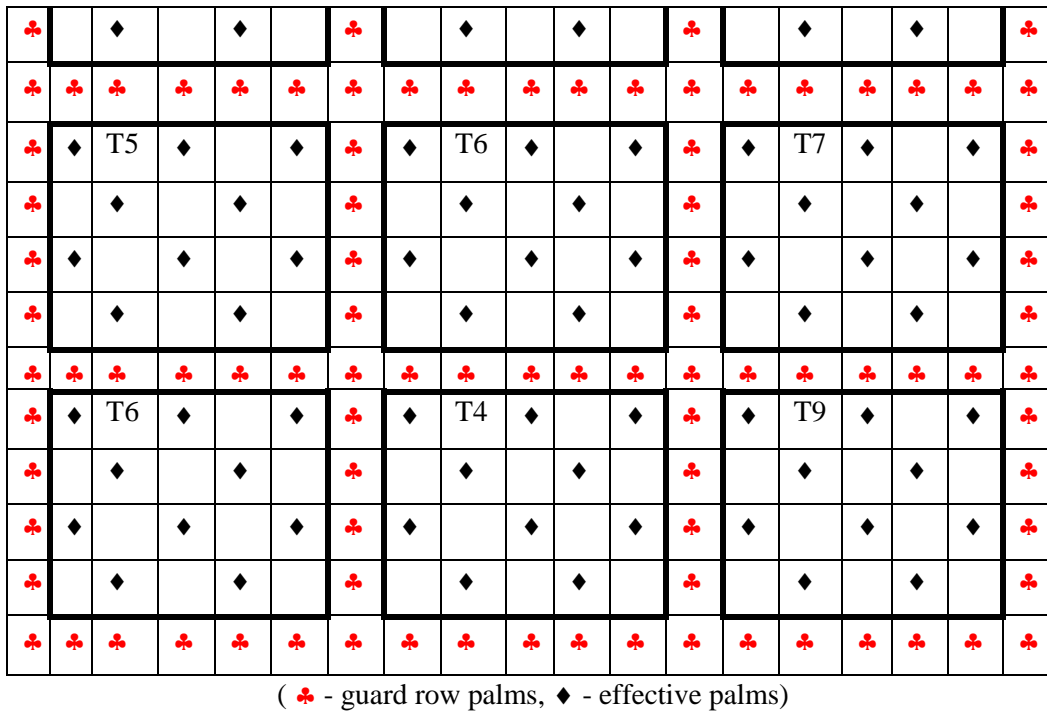 T5 T6 T7
T6 T4 T9
( ♣ - guard row palms, ♦ - effective palms)